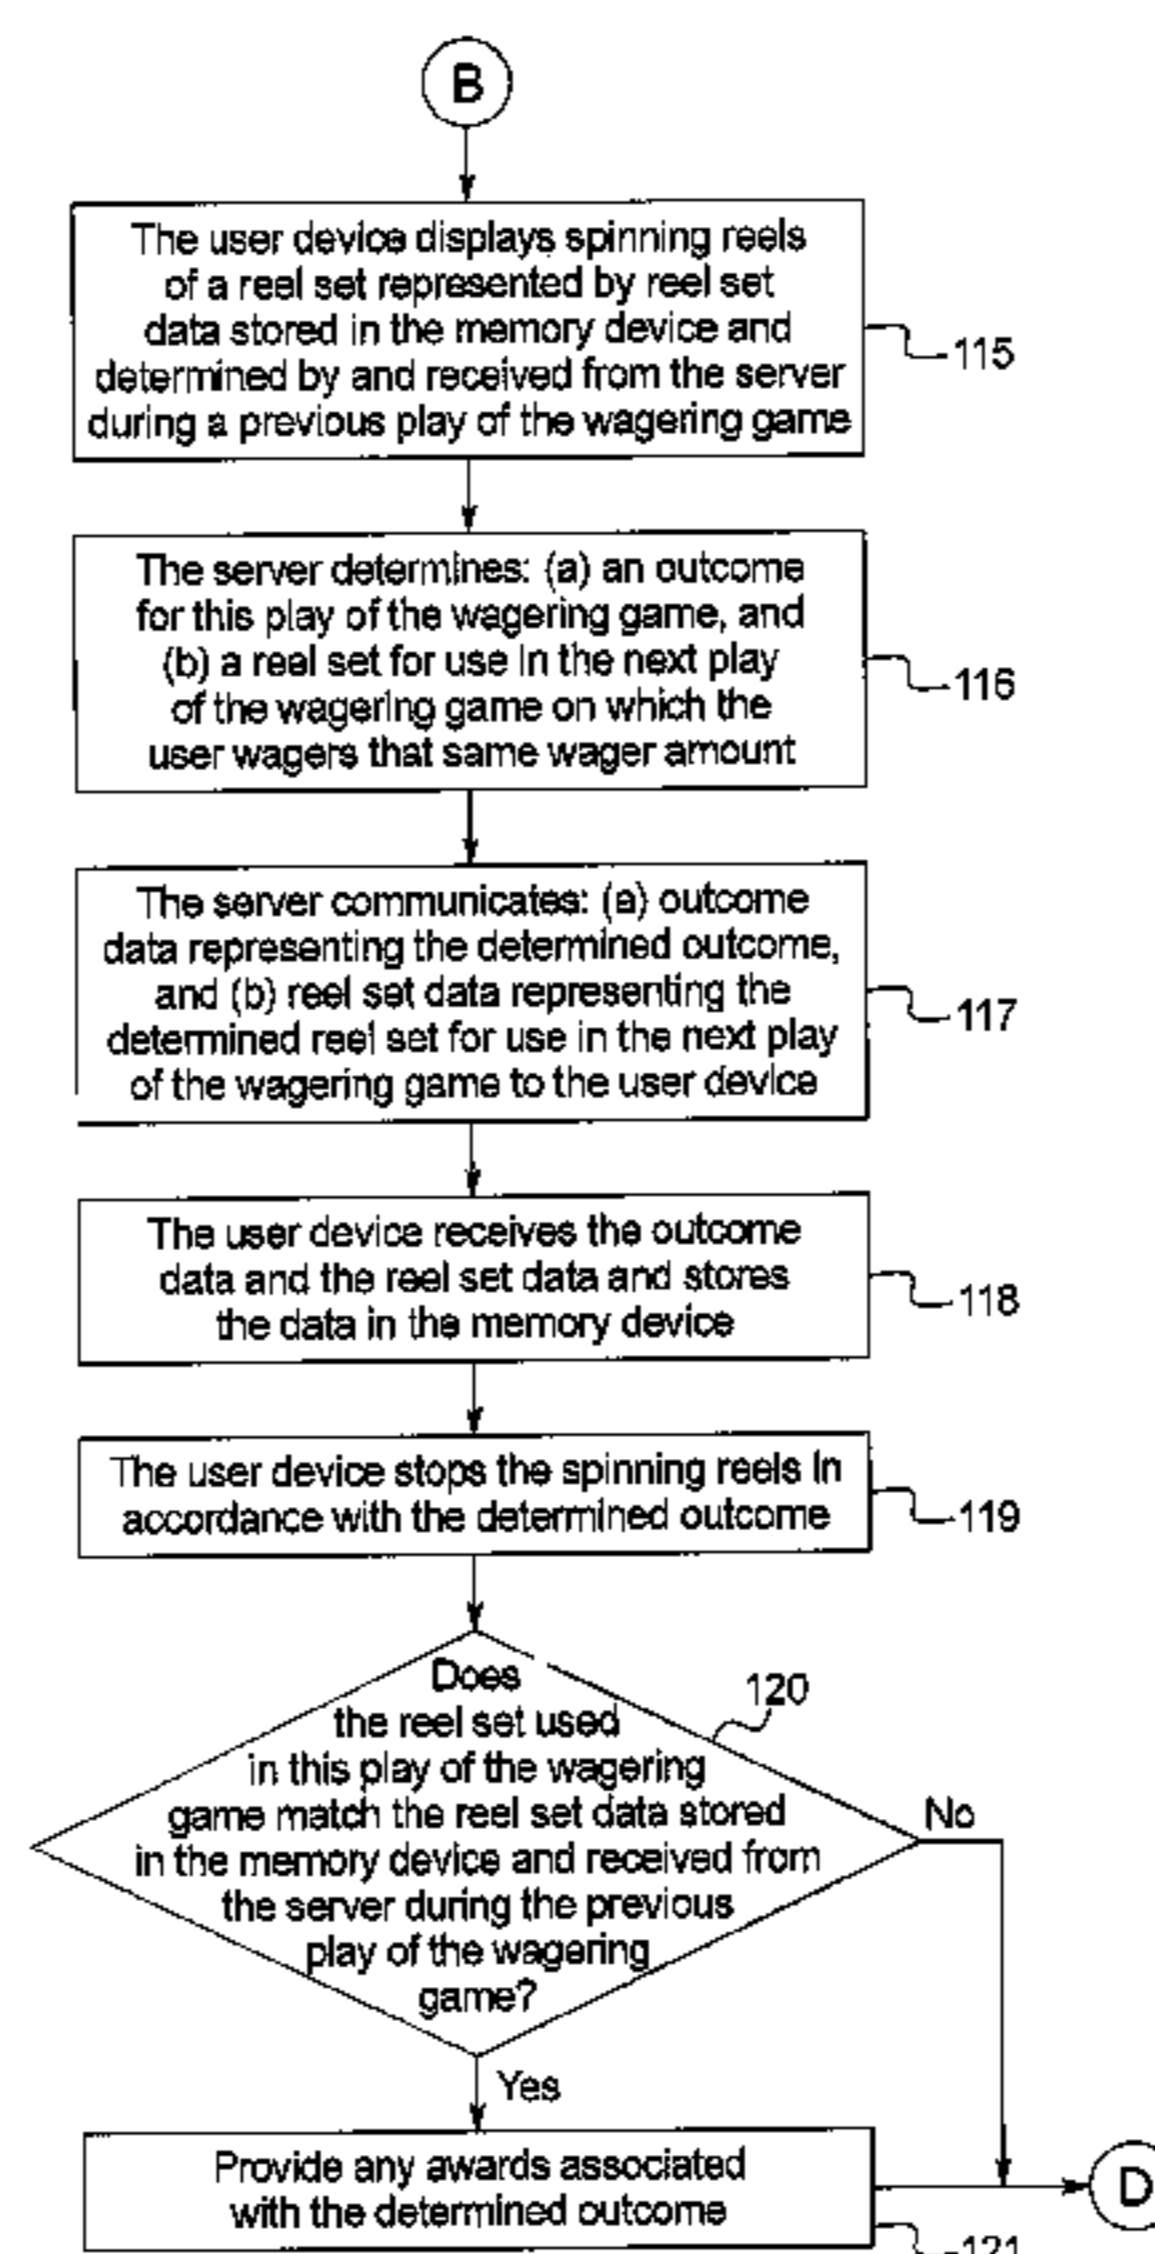 B
The user device displays spinning reels
of a reel set represented by reel set
data stored in the memory device and
determined by and received from the server
during a previous play of the wagering game
115
The server determines: (a) an outcome
for this play of the wagering game, and
(b) a reel set for use in the next play
of the wagering game on which the
user wagers that same wager amount
116
The server communicates: (a) outcome
data representing the determined outcome,
and (b) reel set data representing the
determined reel set for use in the next play
of the wagering game to the user device
117
The user device receives the outcome
data and the reel set data and stores
the data in the memory device
118
The user device stops the spinning reels in
accordance with the determined outcome
119
Does
the reel set used
in this play of the wagering
game match the reel set data stored
in the memory device and received from
the server during the previous
play of the wagering
game?
120
No
Yes
Provide any awards associated
with the determined outcome
D
121